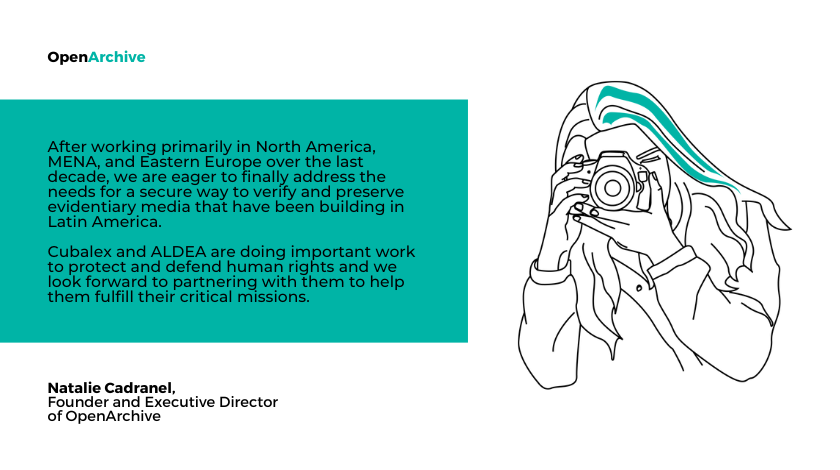 OpenArchive
After working primarily in North America,
MENA, and Eastern Europe over the last
decade, we are eager to finally address the
needs for a secure way to verify and preserve
evidentiary media that have been building in
Latin America.
Cubalex and ALDEA are doing important work
to protect and defend human rights and we
look forward to partnering with them to help
them fulfill their critical missions.
Natalie Cadranel,
Founder and Executive Director
of OpenArchive